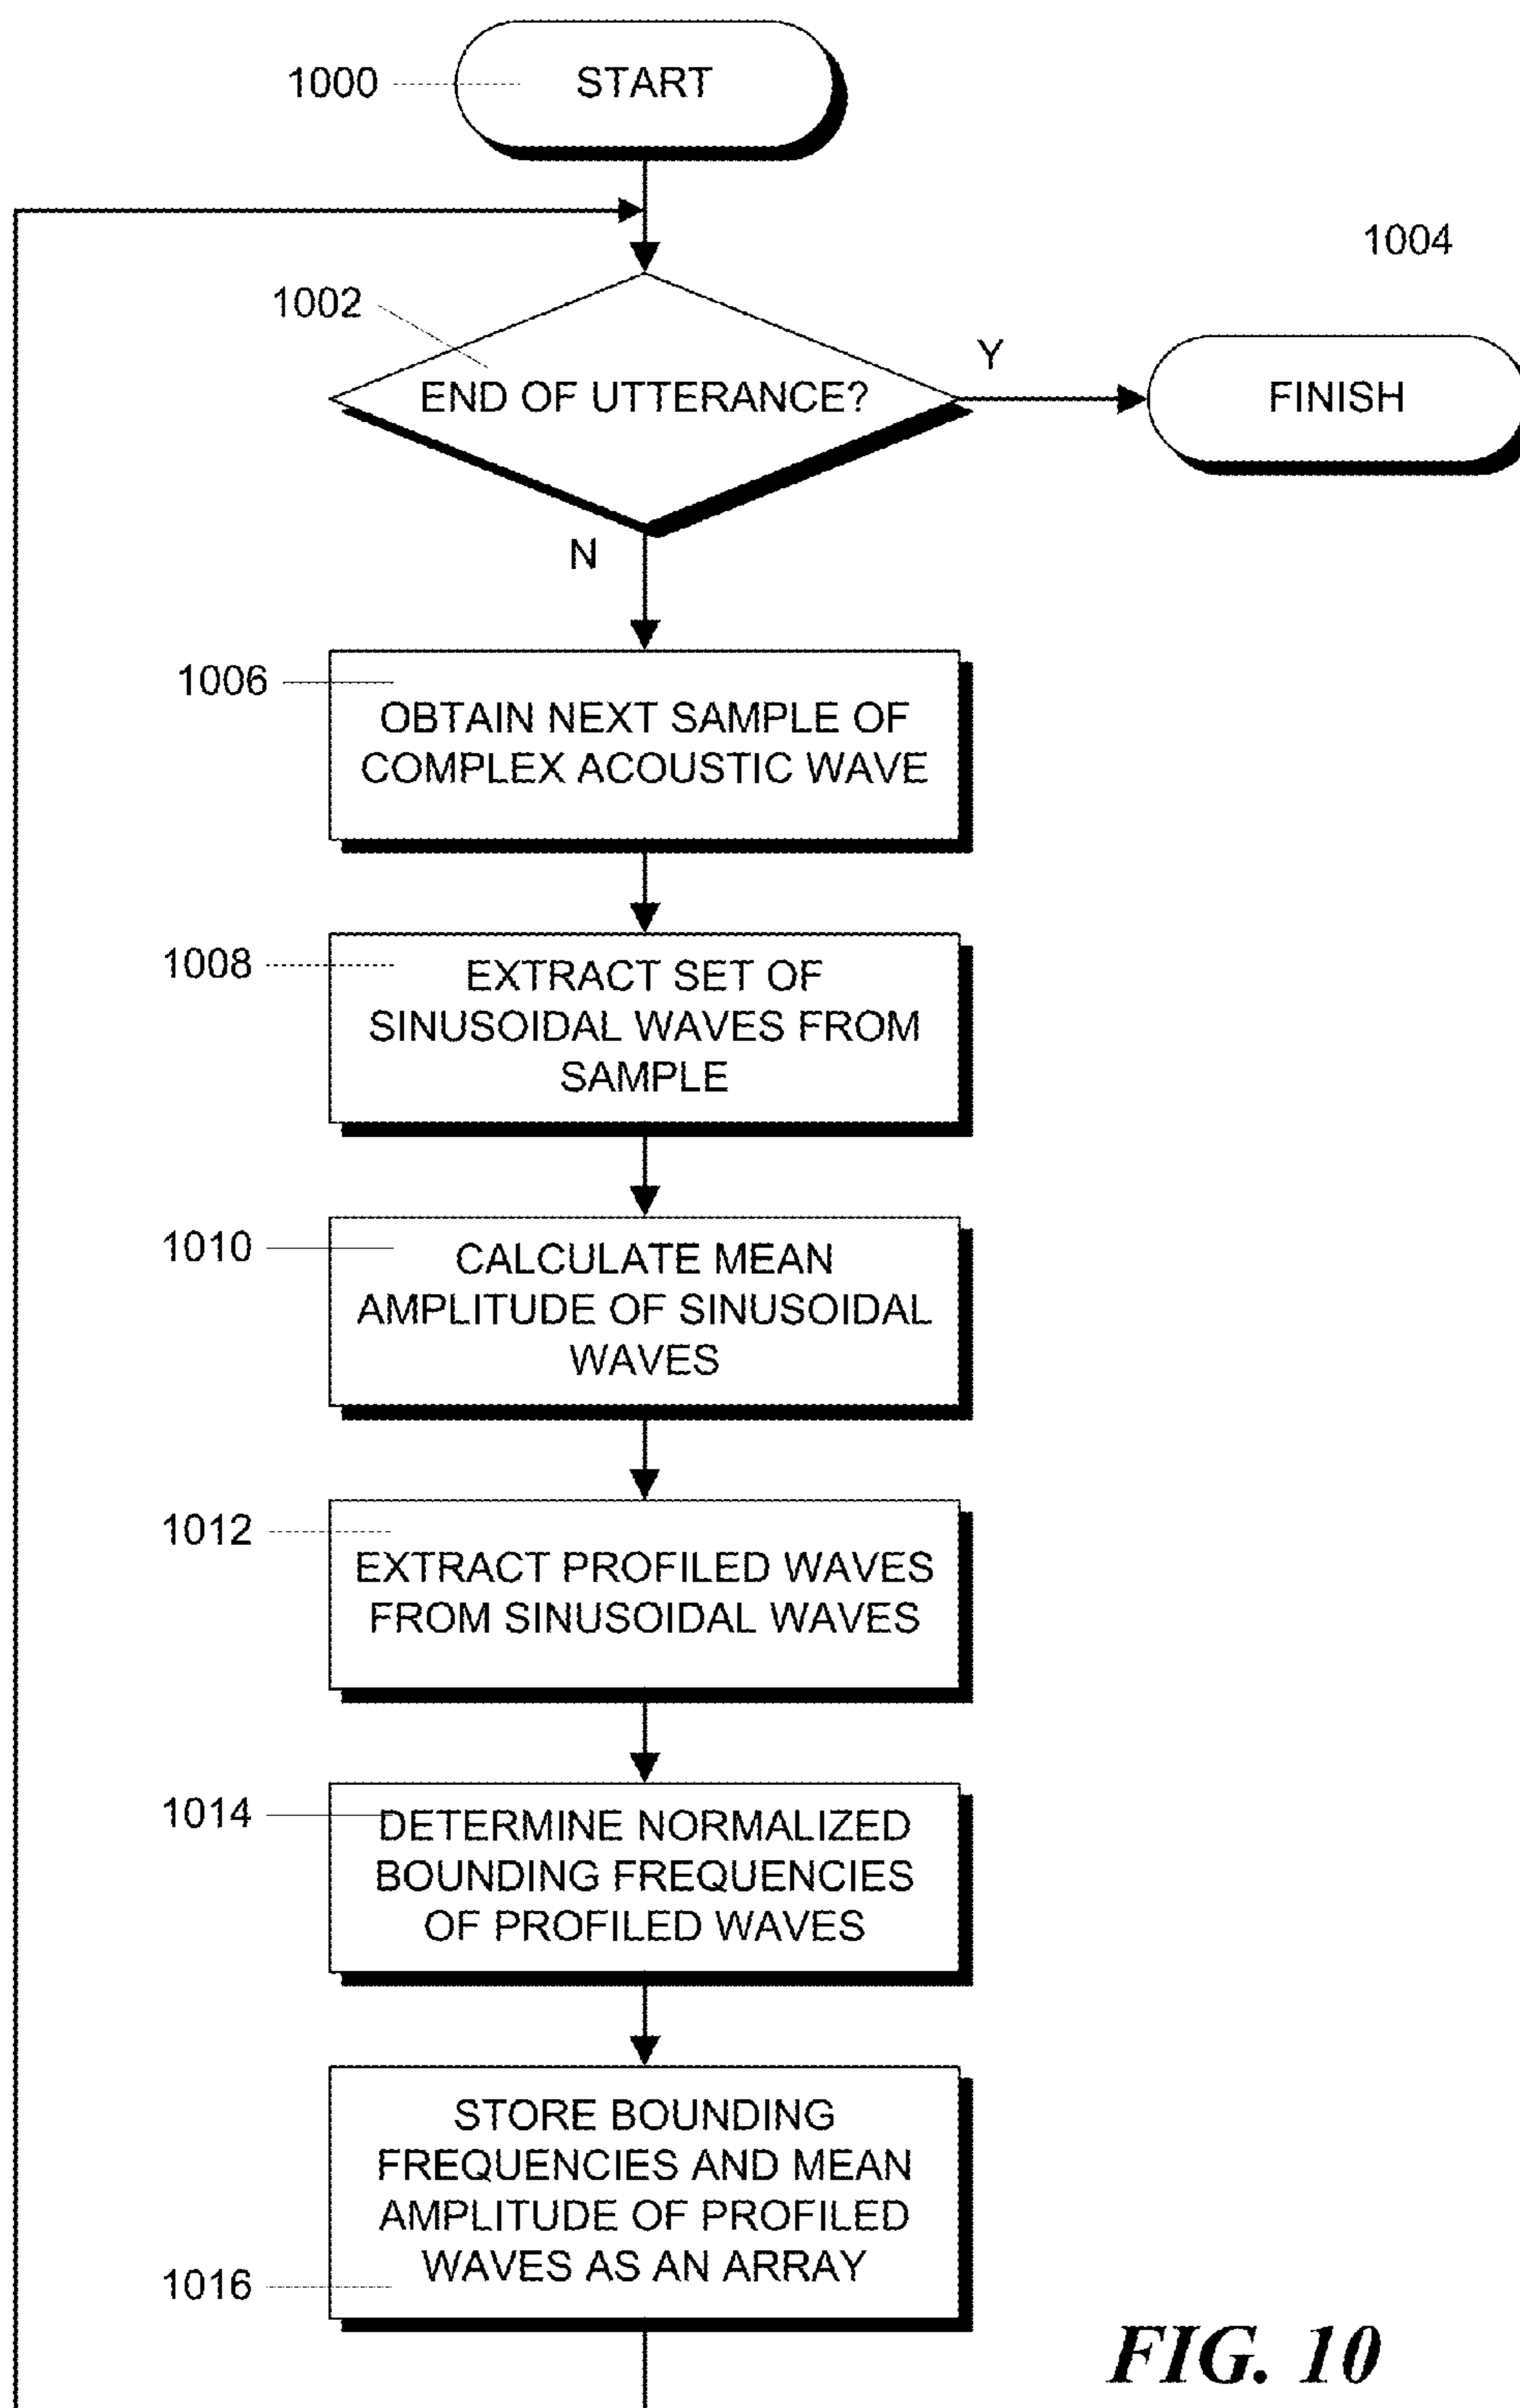 1000
START
1004
1002
END OF UTTERANCE?
Y
FINISH
N
1006
OBTAIN NEXT SAMPLE OF
COMPLEX ACOUSTIC WAVE
1008
EXTRACT SET OF
SINUSOIDAL WAVES FROM
SAMPLE
1010
CALCULATE MEAN
AMPLITUDE OF SINUSOIDAL
WAVES
1012
EXTRACT PROFILED WAVES
FROM SINUSOIDAL WAVES
1014
DETERMINE NORMALIZED
BOUNDING FREQUENCIES
OF PROFILED WAVES
STORE BOUNDING
FREQUENCIES AND MEAN
AMPLITUDE OF PROFILED
WAVES AS AN ARRAY
1016
FIG. 10